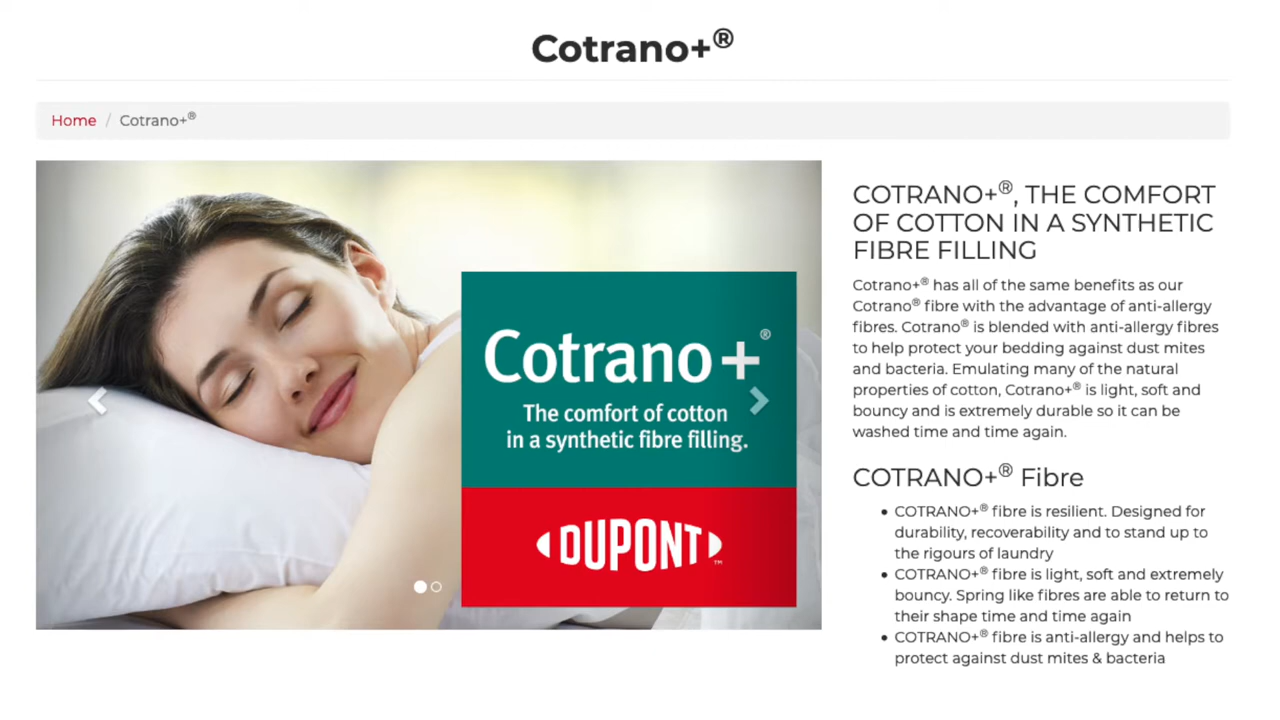 Cotrano+®
Home / Cotrano+®
Cotrano+®
The comfort of cotton
in a synthetic fibre filling.
DUPONT™
COTRANO+®, THE COMFORT
OF COTTON IN A SYNTHETIC
FIBRE FILLING
Cotrano+® has all of the same benefits as our
Cotrano® fibre with the advantage of anti-allergy
fibres. Cotrano® is blended with anti-allergy fibres
to help protect your bedding against dust mites
and bacteria. Emulating many of the natural
properties of cotton, Cotrano+® is light, soft and
bouncy and is extremely durable so it can be
washed time and time again.
COTRANO+® Fibre
• COTRANO+® fibre is resilient. Designed for
durability, recoverability and to stand up to
the rigours of laundry
• COTRANO+® fibre is light, soft and extremely
bouncy. Spring like fibres are able to return to
their shape time and time again
• COTRANO+® fibre is anti-allergy and helps to
protect against dust mites & bacteria